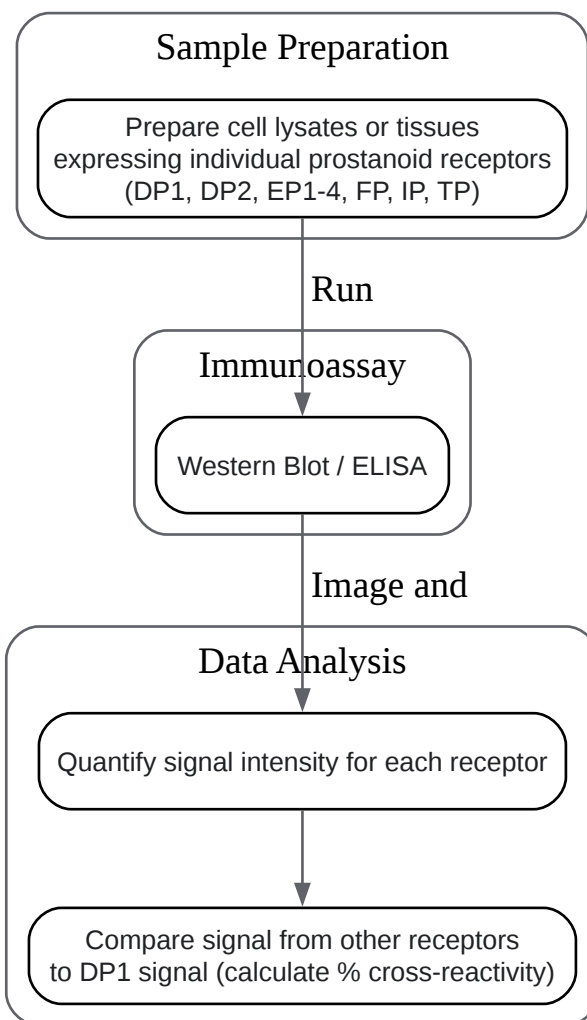 Sample Preparation
Prepare cell lysates or tissues
expressing individual prostanoid receptors
(DP1, DP2, EP1-4, FP, IP, TP)
Run
Immunoassay
Western Blot / ELISA
Image and
Data Analysis
Quantify signal intensity for each receptor
Compare signal from other receptors
to DP1 signal (calculate % cross-reactivity)